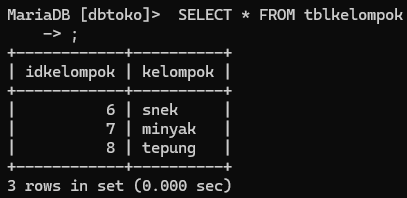 MariaDB [dbtoko]>  SELECT * FROM tblkelompok
    -> ;
+------------+----------+
| idkelompok | kelompok |
+------------+----------+
|          6 | snek     |
|          7 | minyak   |
|          8 | tepung   |
+------------+----------+
3 rows in set (0.000 sec)